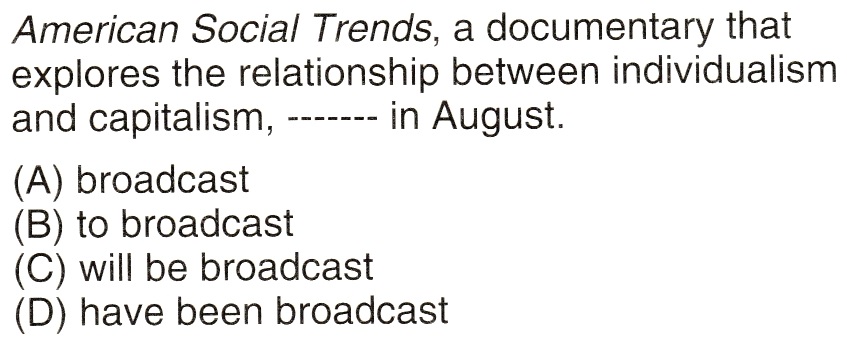 American Social Trends, a documentary that
explores the relationship between individualism
and capitalism, ------- in August.
(A) broadcast
(B) to broadcast
(C) will be broadcast
(D) have been broadcast